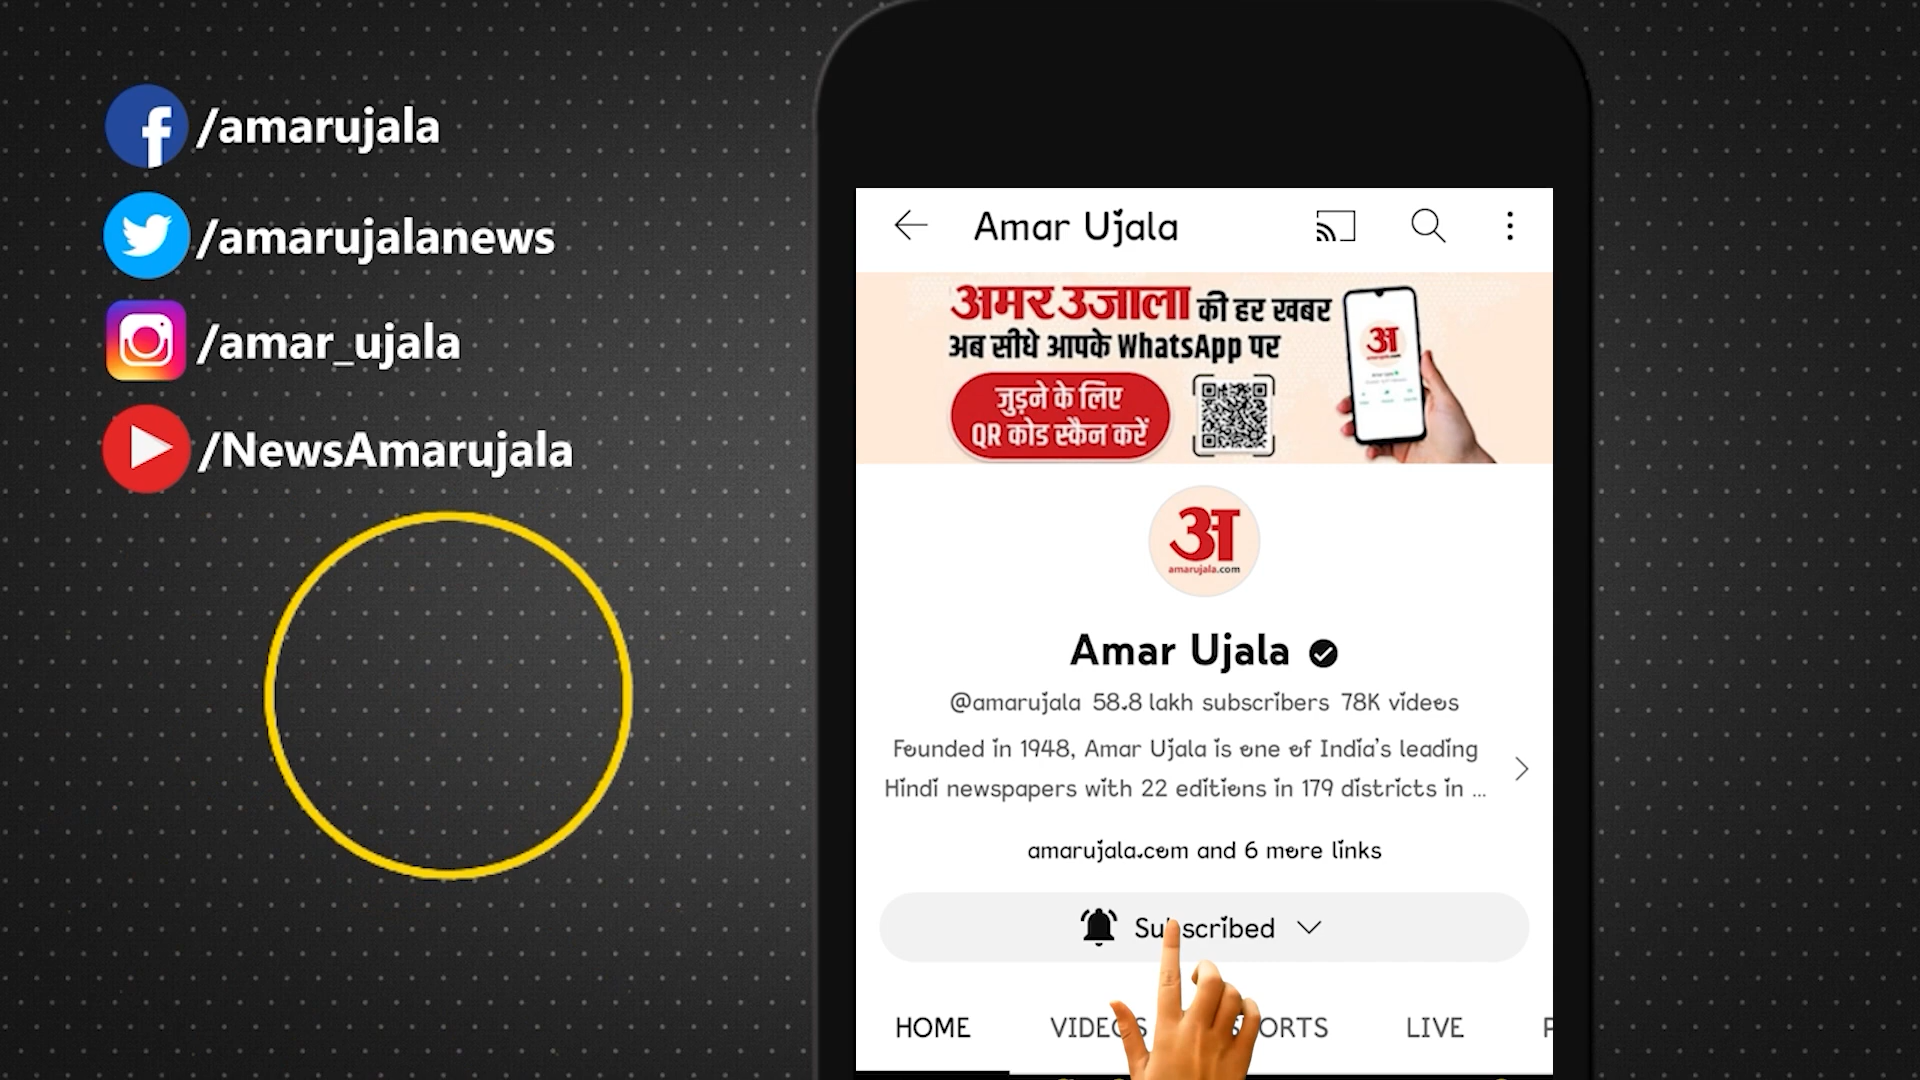 /amarujala
/amarujalanews
/amar_ujala
/NewsAmarujala
Amar Ujala
अमर उजाला की हर खबर
अब सीधे आपके WhatsApp पर
जुड़ने के लिए
QR कोड स्कैन करें
अ
अ
amarujala.com
Amar Ujala
@amarujala 58.8 lakh subscribers 78K videos
Founded in 1948, Amar Ujala is one of India's leading
Hindi newspapers with 22 editions in 179 districts in ...
amarujala.com and 6 more links
Subscribed
HOME VIDEOS SHORTS LIVE